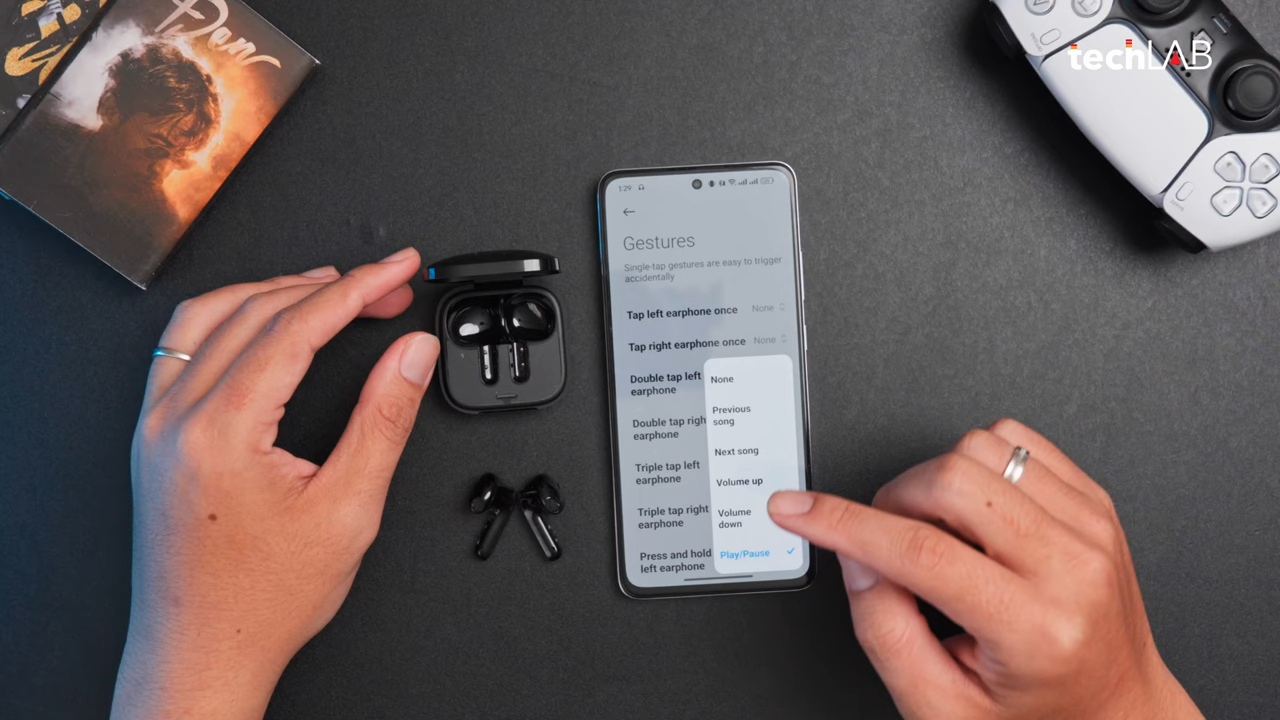 techLAB
1:29
Gestures
Single-tap gestures are easy to trigger
accidentally
Tap left earphone once None
Tap right earphone once None
Double tap left
earphone
Double tap righ
earphone
Triple tap left
earphone
Triple tap right
earphone
Press and hold
left earphone
None
Previous
song
Next song
Volume up
Volume
down
Play/Pause